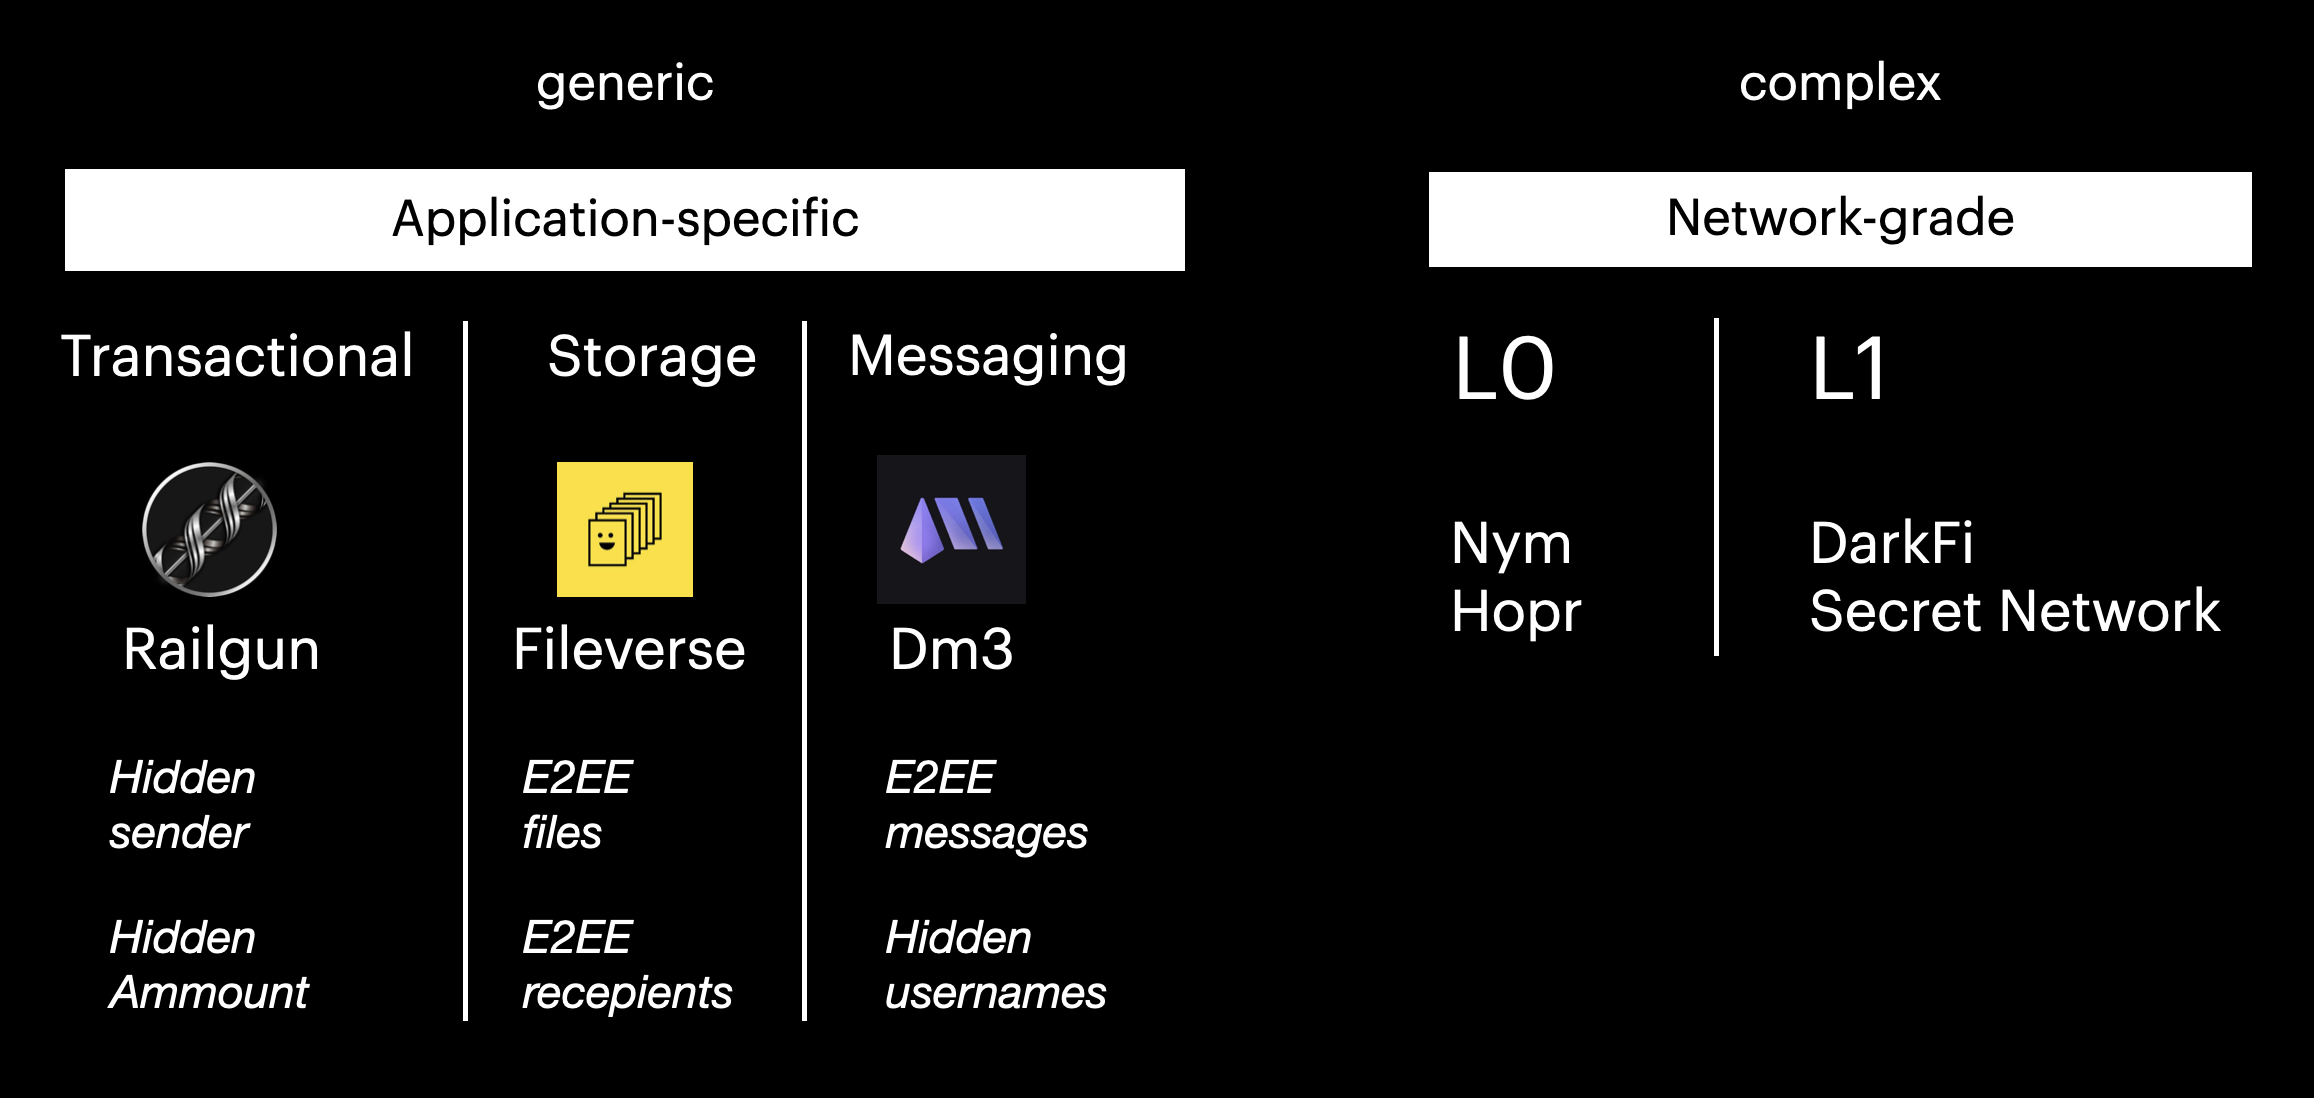 generic
Application-specific
Transactional
Storage
Messaging
Railgun
Fileverse
Dm3
Hidden
sender
E2EE
files
E2EE
messages
Hidden
Ammount
E2EE
recepients
Hidden
usernames
complex
Network-grade
L0
L1
Nym
Hopr
DarkFi
Secret Network